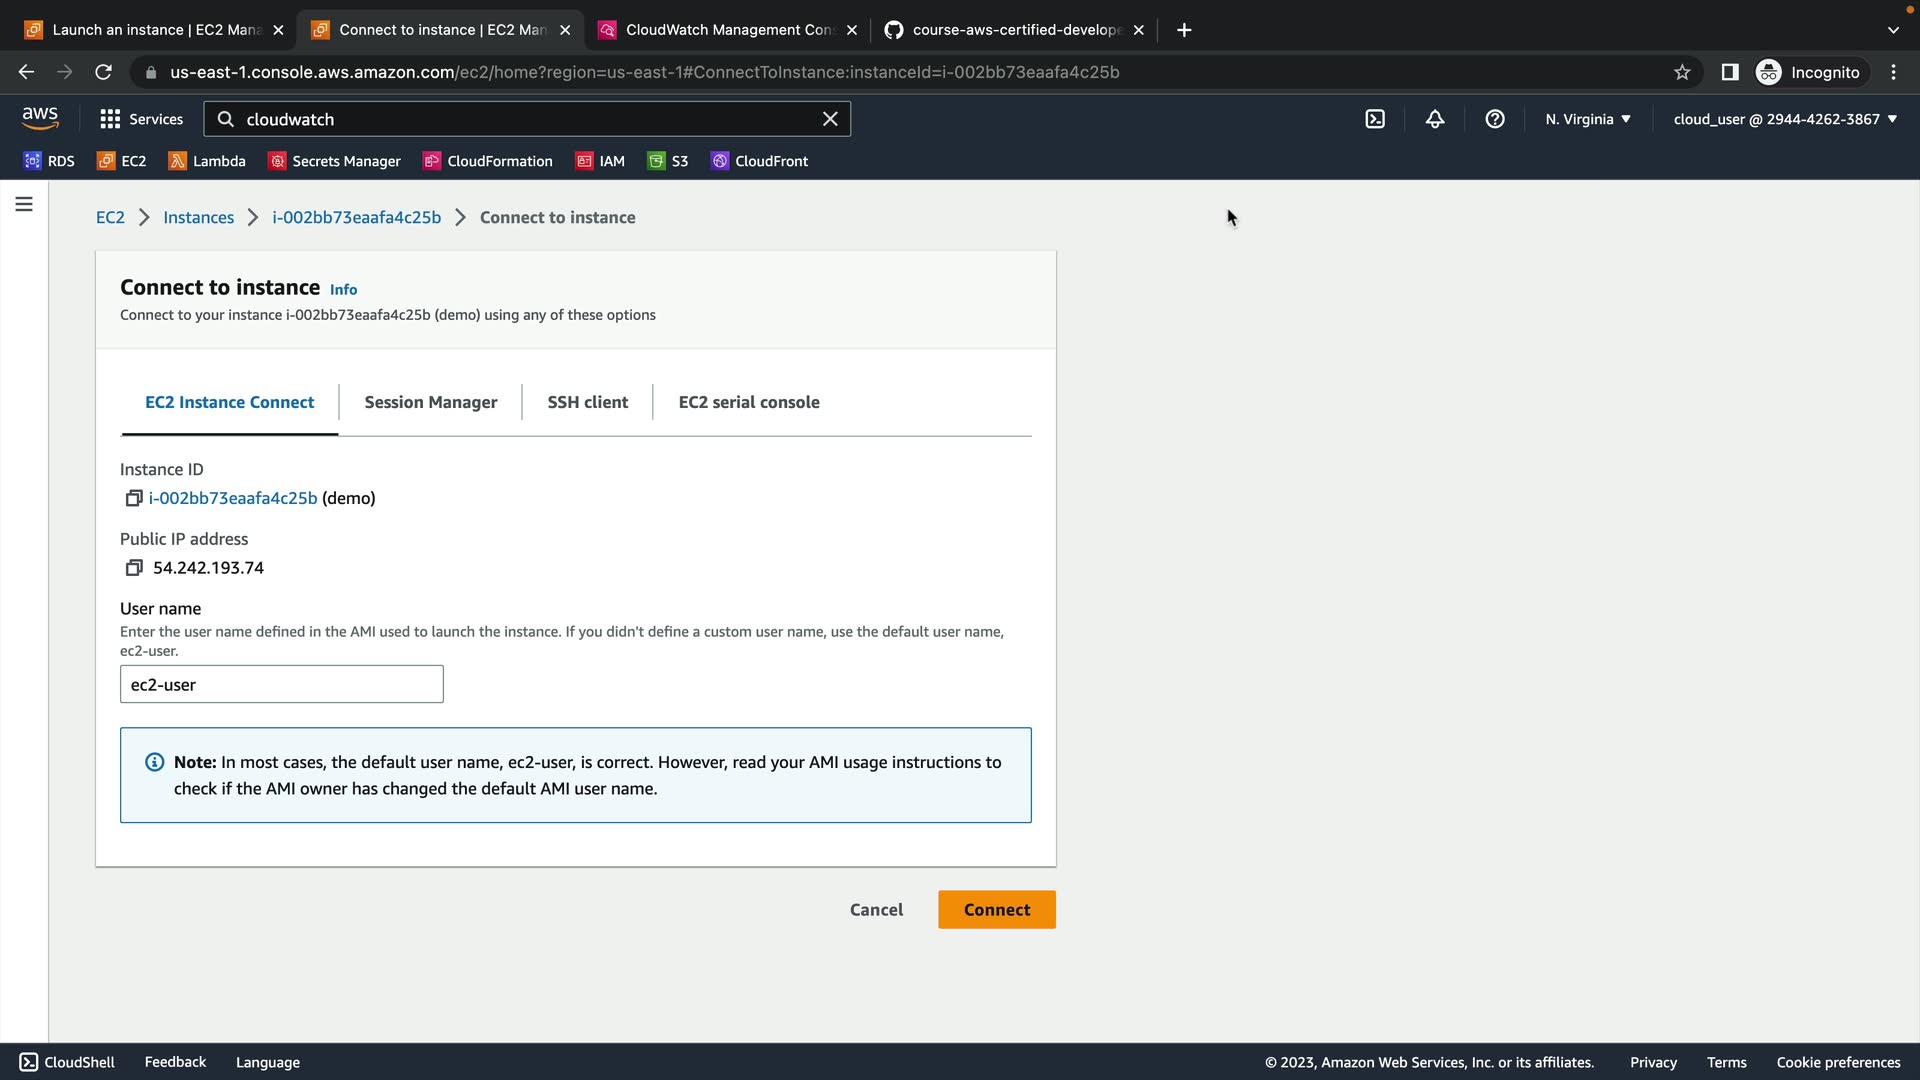 Launch an instance | EC2 Mana
Connect to instance | EC2 Man
CloudWatch Management Con
course-aws-certified-develope
us-east-1.console.aws.amazon.com/ec2/home?region=us-east-1#ConnectToInstance:instanceId=i-002bb73eaafa4c25b
Incognito
aws
Services
cloudwatch
N. Virginia
cloud_user @ 2944-4262-3867
RDS
EC2
Lambda
Secrets Manager
CloudFormation
IAM
S3
CloudFront
EC2
Instances
i-002bb73eaafa4c25b
Connect to instance
Connect to instance Info
Connect to your instance i-002bb73eaafa4c25b (demo) using any of these options
EC2 Instance Connect
Session Manager
SSH client
EC2 serial console
Instance ID
i-002bb73eaafa4c25b (demo)
Public IP address
54.242.193.74
User name
Enter the user name defined in the AMI used to launch the instance. If you didn't define a custom user name, use the default user name,
ec2-user.
ec2-user
Note: In most cases, the default user name, ec2-user, is correct. However, read your AMI usage instructions to
check if the AMI owner has changed the default AMI user name.
Cancel
Connect
CloudShell
Feedback
Language
© 2023, Amazon Web Services, Inc. or its affiliates.
Privacy
Terms
Cookie preferences